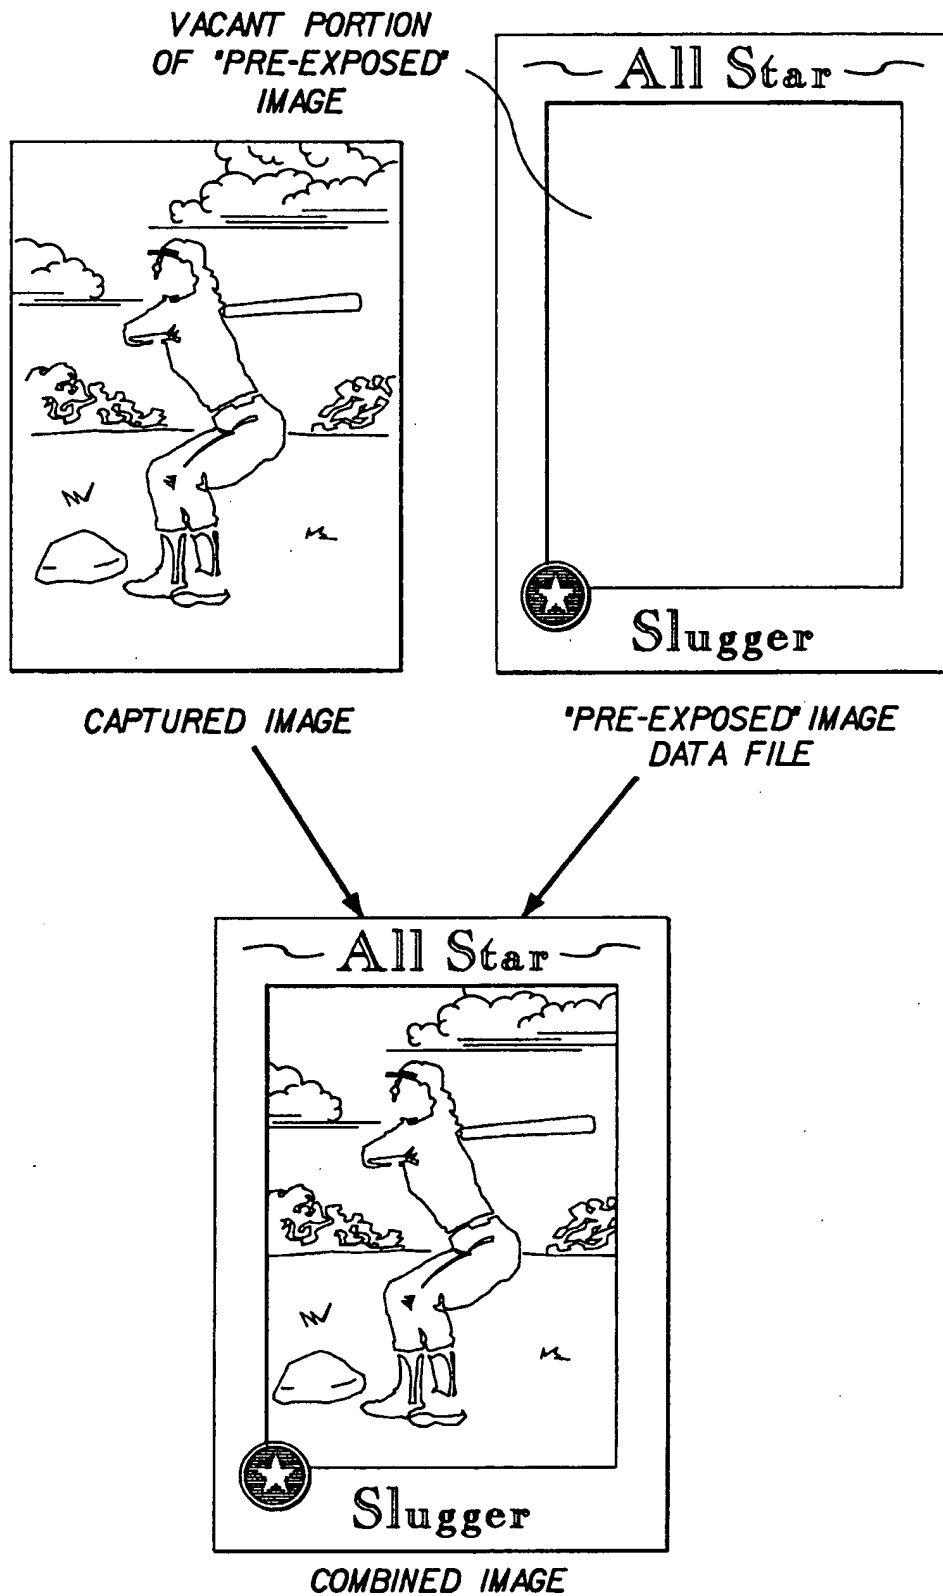 VACANT PORTION
OF "PRE-EXPOSED"
IMAGE
All Star
Slugger
CAPTURED IMAGE
"PRE-EXPOSED" IMAGE
DATA FILE
All Star
Slugger
COMBINED IMAGE